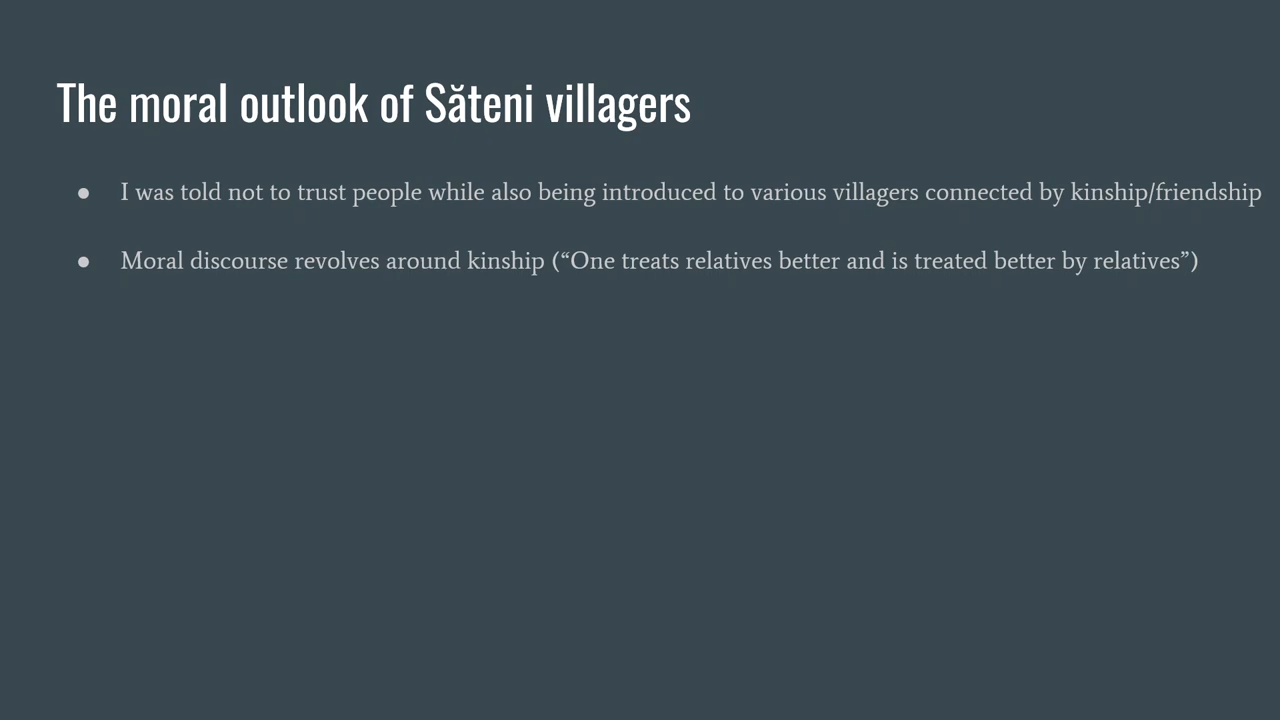 The moral outlook of Săteni villagers
● I was told not to trust people while also being introduced to various villagers connected by kinship/friendship
● Moral discourse revolves around kinship (“One treats relatives better and is treated better by relatives”)